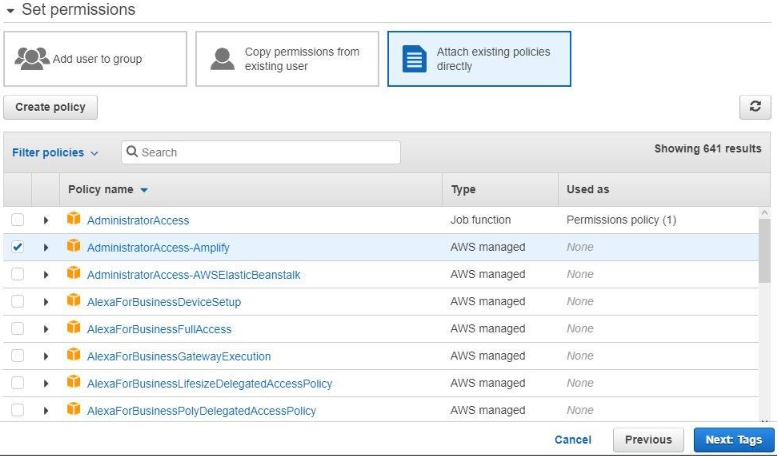 Set permissions
Add user to group
Copy permissions from
existing user
Attach existing policies
directly
Create policy
Filter policies
Search
Showing 641 results
Policy name Type Used as
AdministratorAccess Job function Permissions policy (1)
AdministratorAccess-Amplify AWS managed None
AdministratorAccess-AWSElasticBeanstalk AWS managed None
AlexaForBusinessDeviceSetup AWS managed None
AlexaForBusinessFullAccess AWS managed None
AlexaForBusinessGatewayExecution AWS managed None
AlexaForBusinessLifesizeDelegatedAccessPolicy AWS managed None
AlexaForBusinessPolyDelegatedAccessPolicy AWS managed None
Cancel Previous Next: Tags